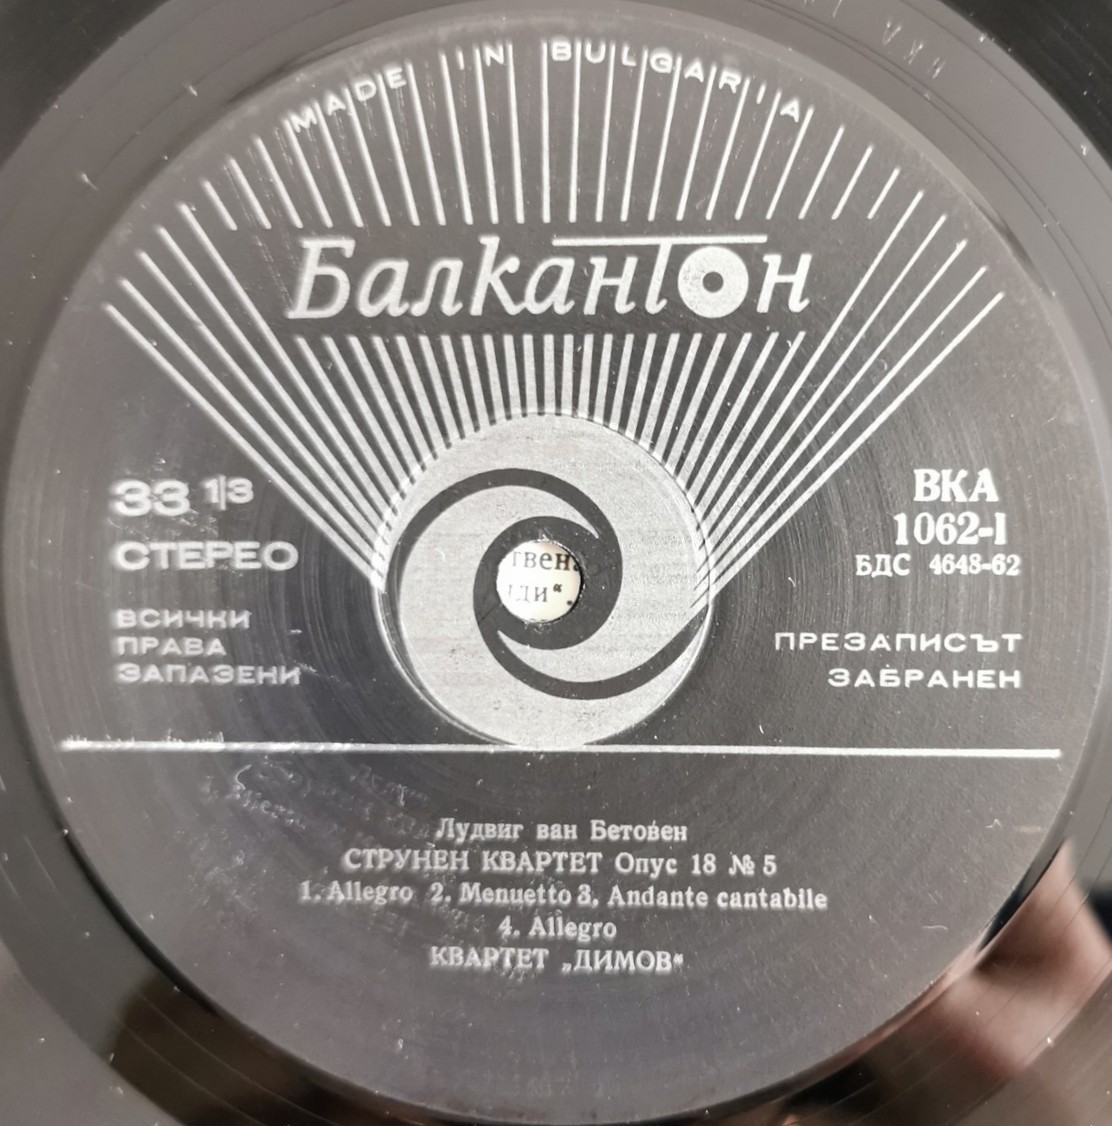 MADE IN BULGARIA
Балкантон
33 1/3
СТЕРЕО
ВСИЧКИ
ПРАВА
ЗАПАЗЕНИ
ВКА
1062-I
БДС 4648-62
ПРЕЗАПИСЪТ
ЗАБРАНЕН
Лудвиг ван Бетовен
СТРУНЕН КВАРТЕТ Опус 18 № 5
1. Allegro 2. Menuetto 3. Andante cantabile
4. Allegro
КВАРТЕТ „ДИМОВ“